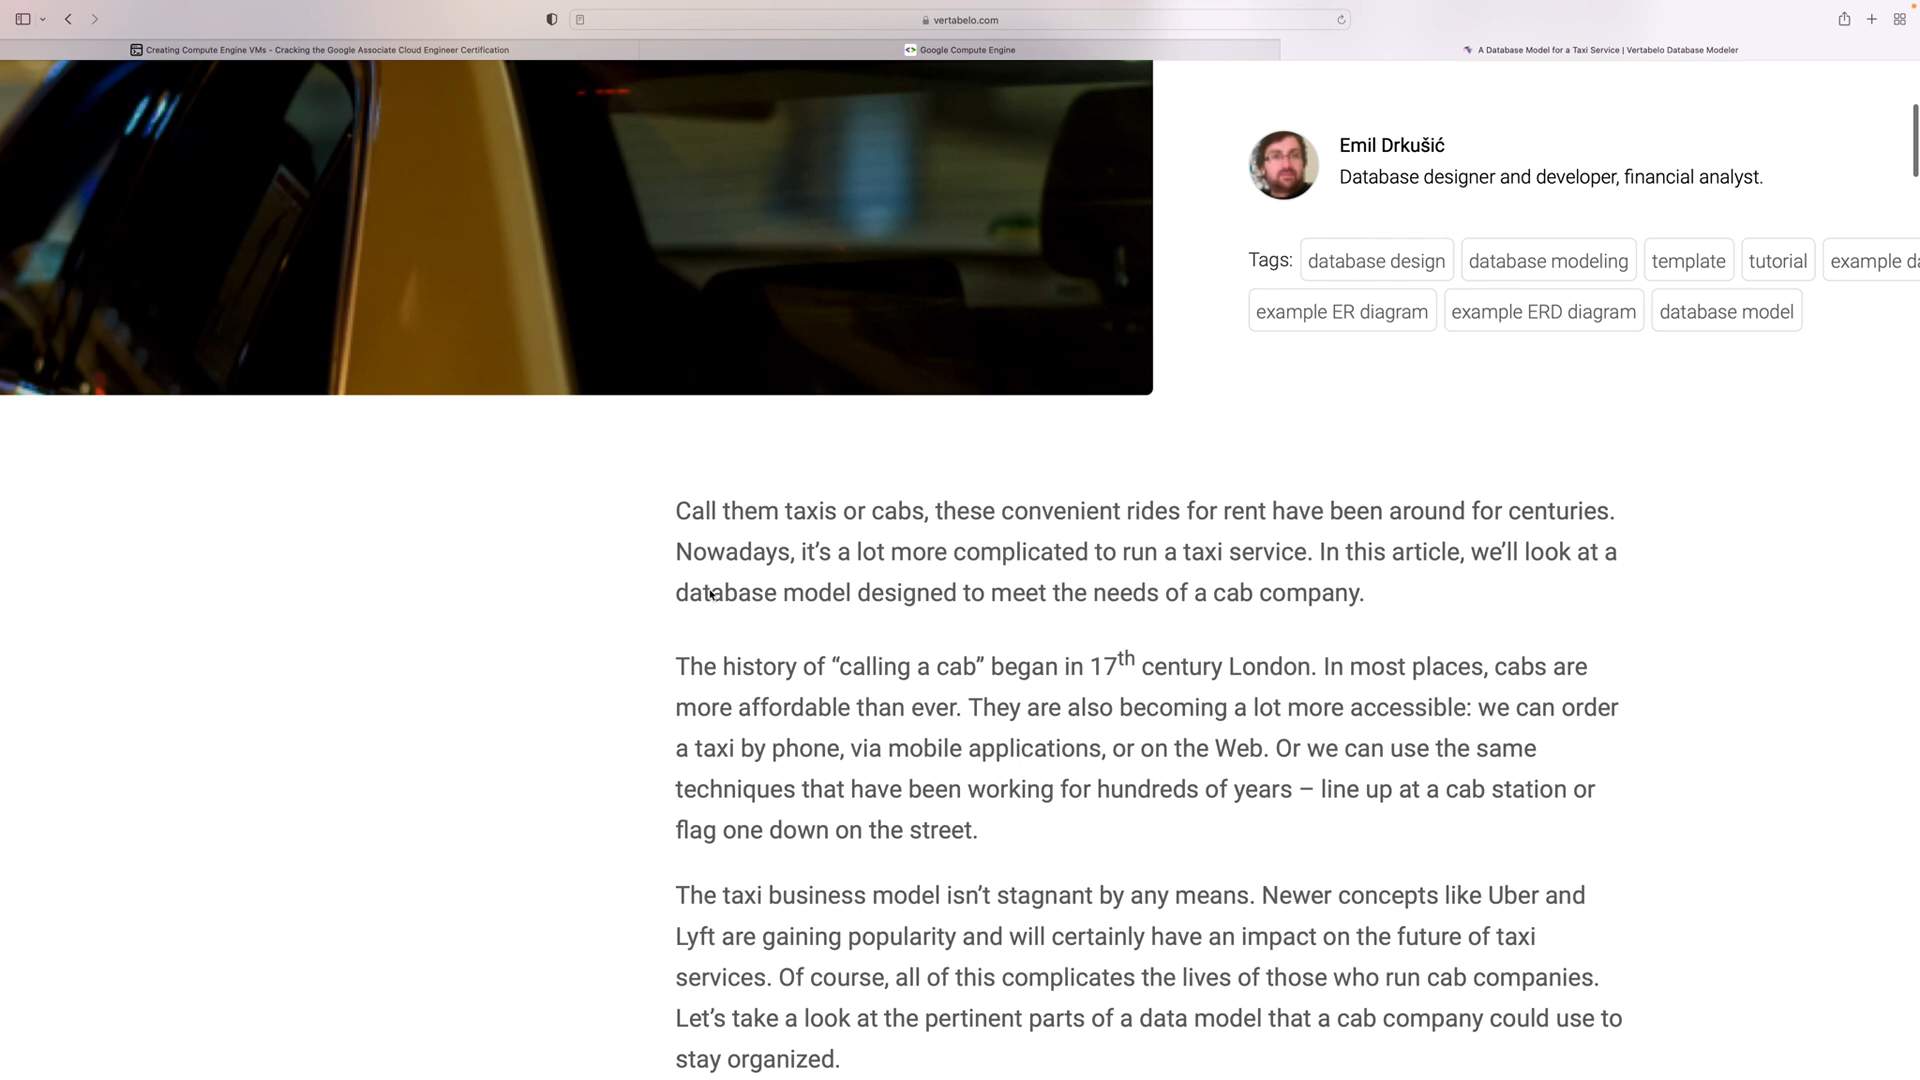 vertabelo.com
Creating Compute Engine VMs - Cracking the Google Associate Cloud Engineer Certification
Google Compute Engine
A Database Model for a Taxi Service | Vertabelo Database Modeler
Emil Drkušić
Database designer and developer, financial analyst.
Tags: database design database modeling template tutorial example da
example ER diagram example ERD diagram database model
Call them taxis or cabs, these convenient rides for rent have been around for centuries.
Nowadays, it’s a lot more complicated to run a taxi service. In this article, we’ll look at a
database model designed to meet the needs of a cab company.
The history of “calling a cab” began in 17th century London. In most places, cabs are
more affordable than ever. They are also becoming a lot more accessible: we can order
a taxi by phone, via mobile applications, or on the Web. Or we can use the same
techniques that have been working for hundreds of years – line up at a cab station or
flag one down on the street.
The taxi business model isn’t stagnant by any means. Newer concepts like Uber and
Lyft are gaining popularity and will certainly have an impact on the future of taxi
services. Of course, all of this complicates the lives of those who run cab companies.
Let’s take a look at the pertinent parts of a data model that a cab company could use to
stay organized.